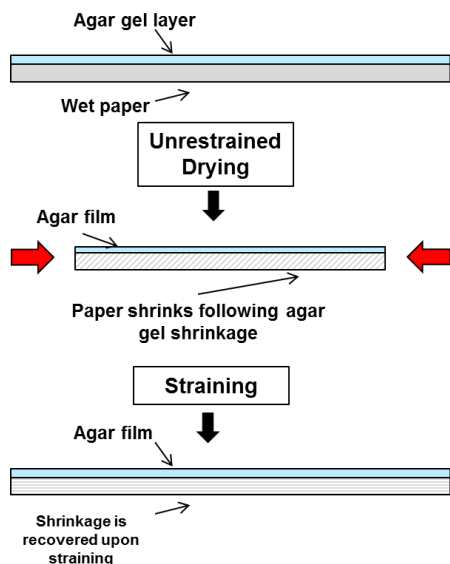 Agar gel layer
Wet paper
Unrestrained
Drying
Agar film
Paper shrinks following agar
gel shrinkage
Straining
Agar film
Shrinkage is
recovered upon
straining